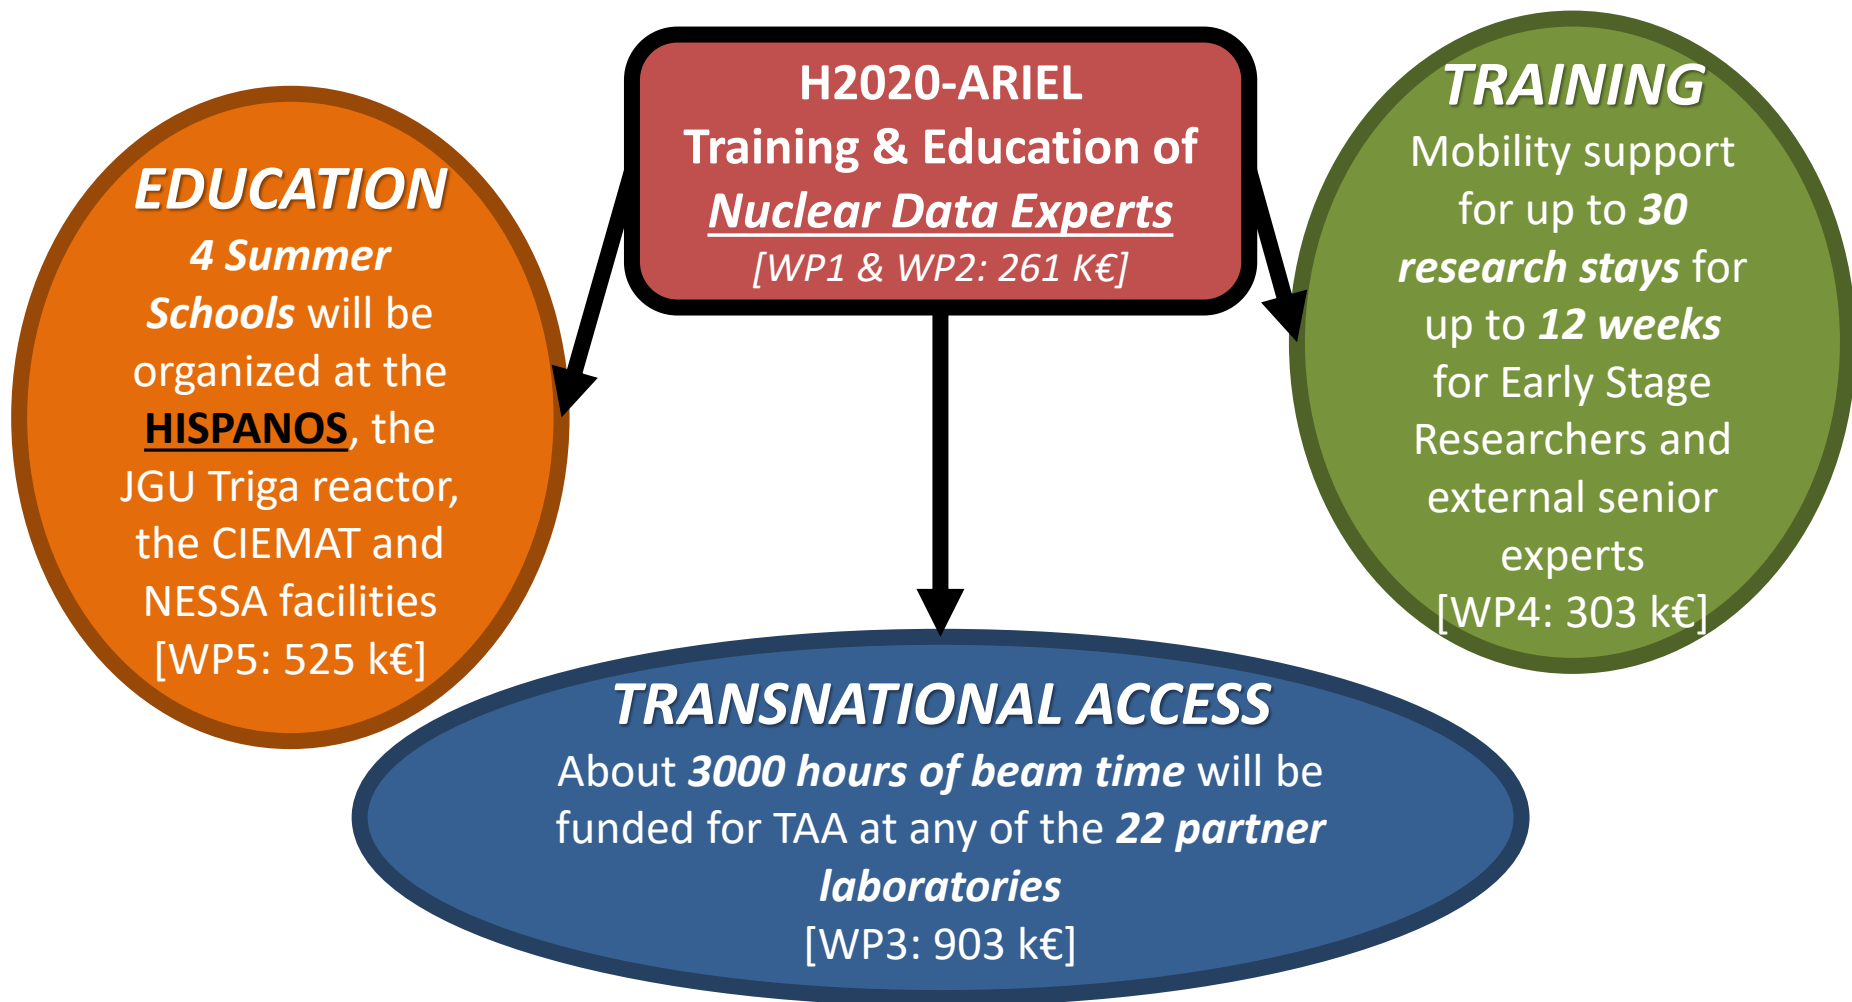 H2020-ARIEL
Training & Education of
Nuclear Data Experts
[WP1 & WP2: 261 K€]
EDUCATION
4 Summer
Schools will be
organized at the
HISPANOS, the
JGU Triga reactor,
the CIEMAT and
NESSA facilities
[WP5: 525 k€]
TRAINING
Mobility support
for up to 30
research stays for
up to 12 weeks
for Early Stage
Researchers and
external senior
experts
[WP4: 303 k€]
TRANSNATIONAL ACCESS
About 3000 hours of beam time will be
funded for TAA at any of the 22 partner
laboratories
[WP3: 903 k€]